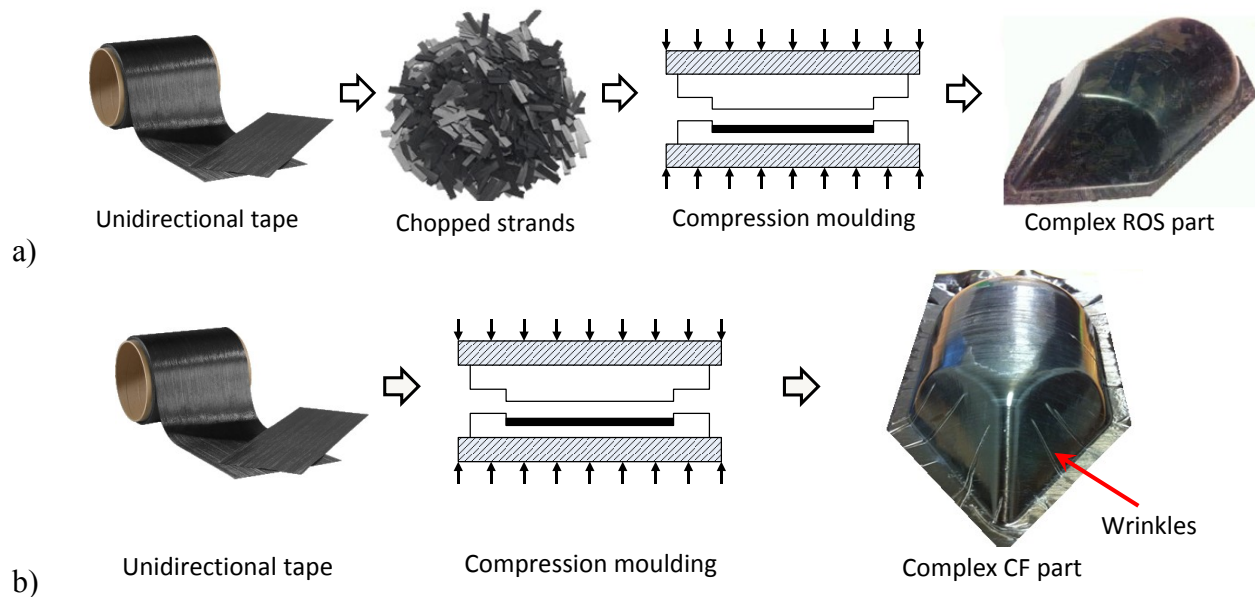 Unidirectional tape
Chopped strands
Compression moulding
Complex ROS part
a)
Wrinkles
Unidirectional tape
Compression moulding
Complex CF part
b)